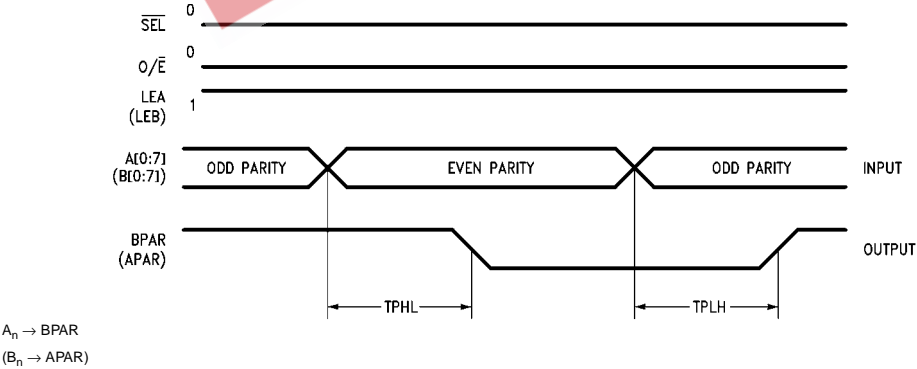 SEL 0
O/E 0
LEA
(LEB) 1
A[0:7]
(B[0:7]) ODD PARITY EVEN PARITY ODD PARITY INPUT
BPAR
(APAR) OUTPUT
TPHL TPLH
An → BPAR
(Bn → APAR)